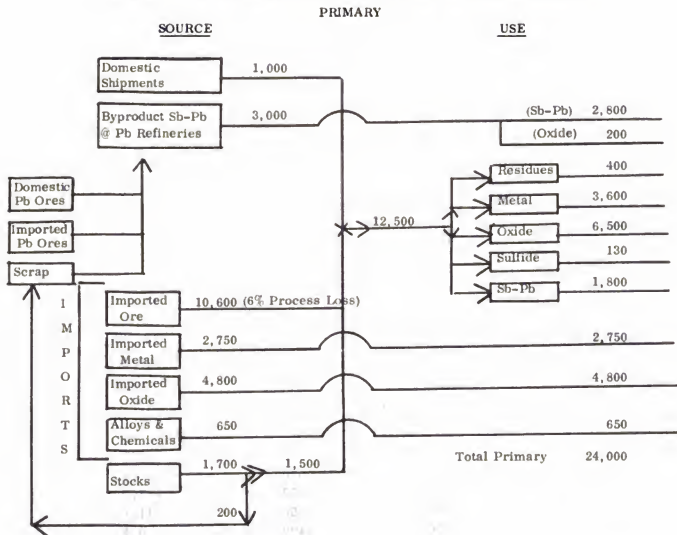 PRIMARY
SOURCE
USE
Domestic Shipments
1,000
Byproduct Sb-Pb @ Pb Refineries
3,000
(Sb-Pb) 2,800
(Oxide) 200
Domestic Pb Ores
Imported Pb Ores
Scrap
12,500
Residues 400
Metal 3,600
Oxide 6,500
Sulfide 130
Sb-Pb 1,800
IMPORTS
Imported Ore
10,600 (6% Process Loss)
Imported Metal
2,750
2,750
Imported Oxide
4,800
4,800
Alloys & Chemicals
650
650
Stocks
1,700
1,500
200
Total Primary 24,000